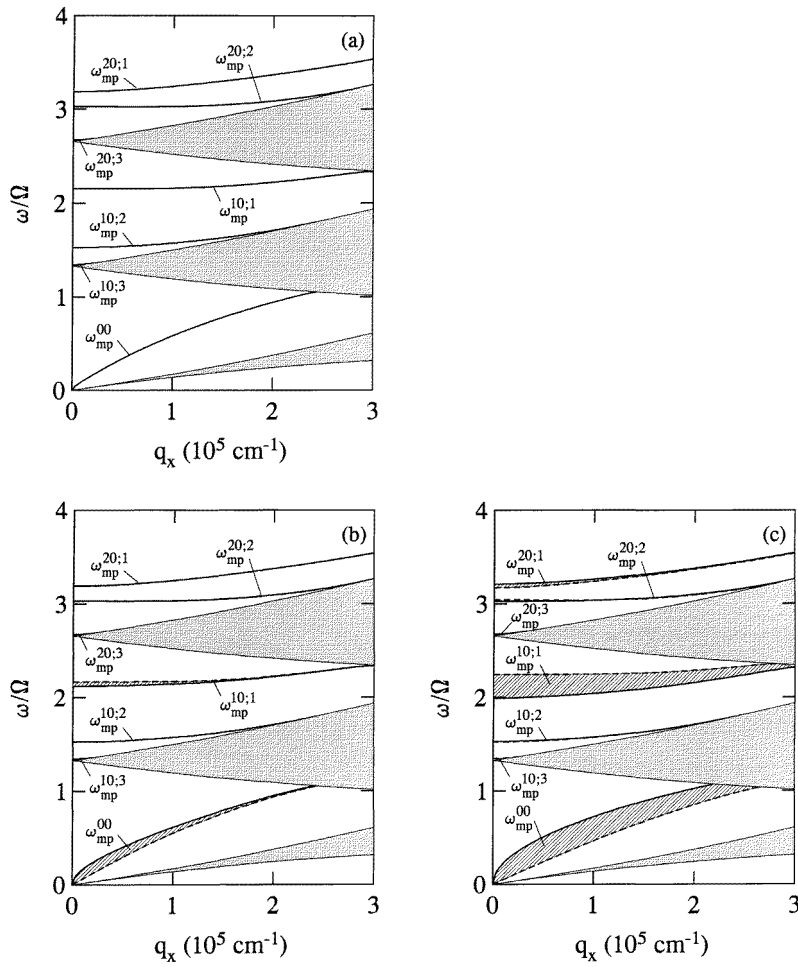 (a)
4
3
2
1
0
ω/Ω
ω_mp^20;1
ω_mp^20;2
ω_mp^20;3
ω_mp^10;1
ω_mp^10;2
ω_mp^10;3
ω_mp^00
0 1 2 3
q_x (10^5 cm^-1)
(b)
4
3
2
1
0
ω/Ω
ω_mp^20;1
ω_mp^20;2
ω_mp^20;3
ω_mp^10;1
ω_mp^10;2
ω_mp^10;3
ω_mp^00
0 1 2 3
q_x (10^5 cm^-1)
(c)
4
3
2
1
0
ω/Ω
ω_mp^20;1
ω_mp^20;2
ω_mp^20;3
ω_mp^10;1
ω_mp^10;2
ω_mp^10;3
ω_mp^00
0 1 2 3
q_x (10^5 cm^-1)